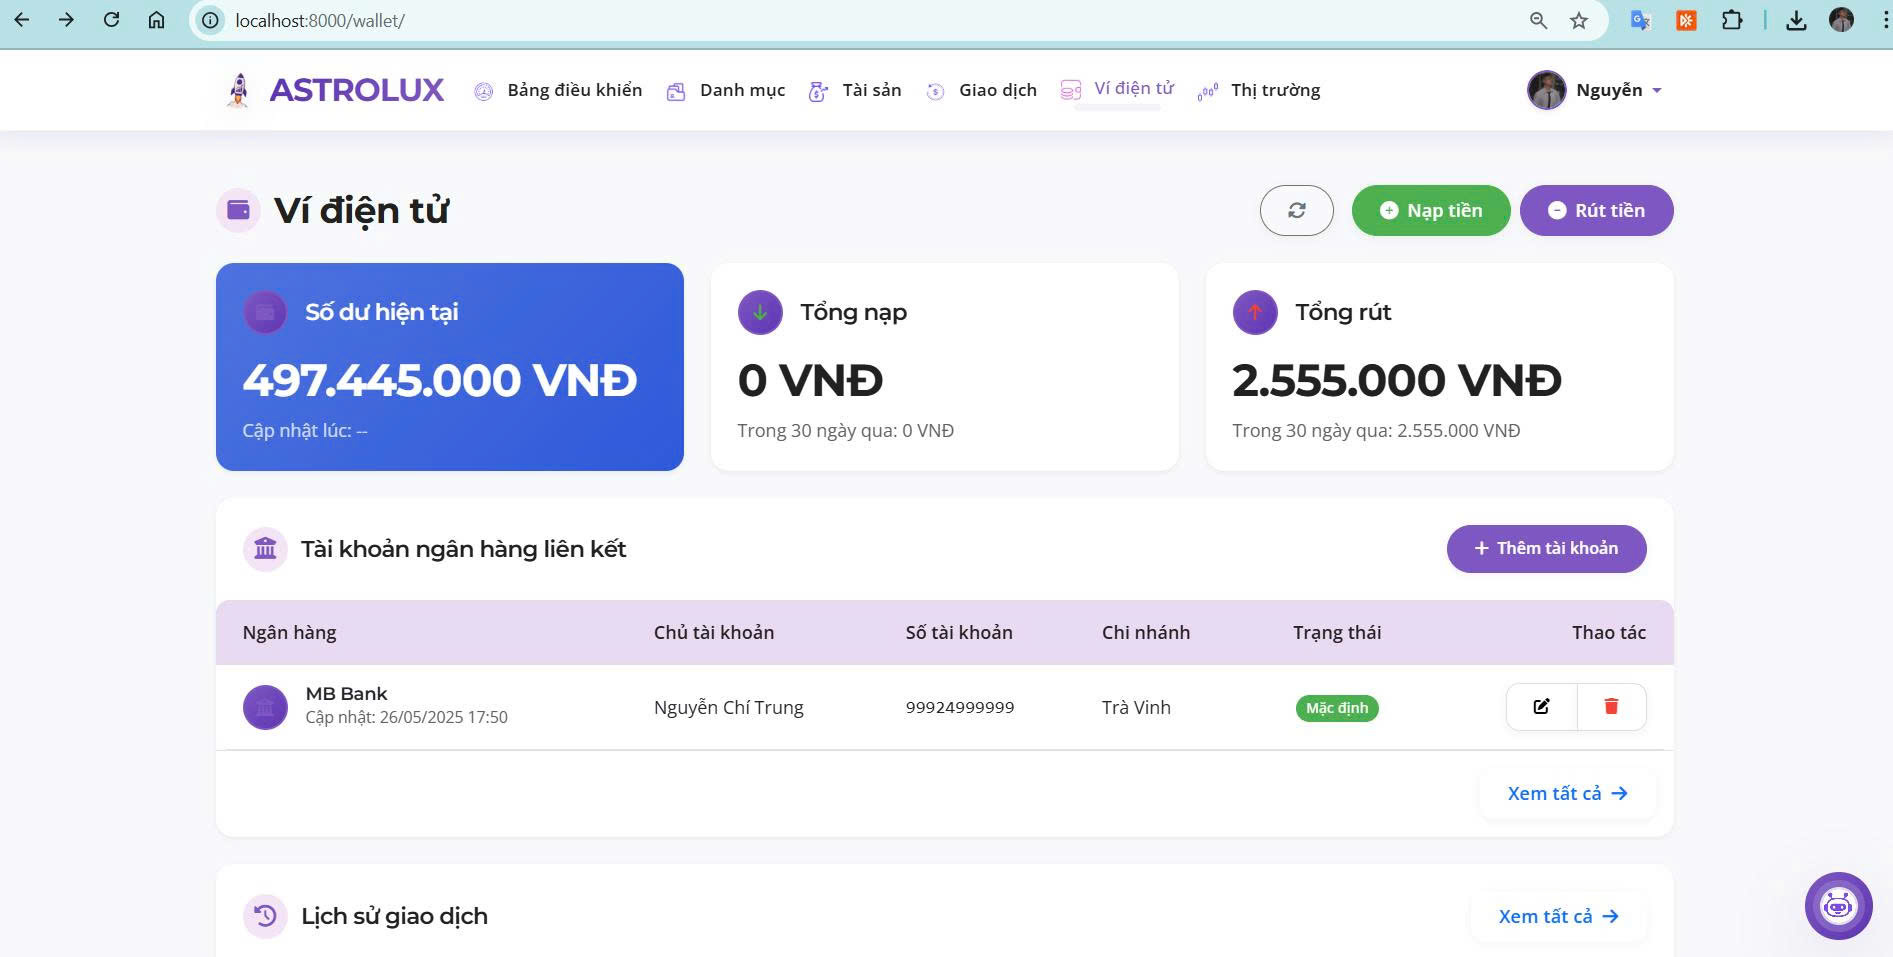 localhost:8000/wallet/
ASTROLUX Bảng điều khiển Danh mục Tài sản Giao dịch Ví điện tử Thị trường Nguyễn
Ví điện tử Nạp tiền Rút tiền
Số dư hiện tại
497.445.000 VNĐ
Cập nhật lúc: --
Tổng nạp
0 VNĐ
Trong 30 ngày qua: 0 VNĐ
Tổng rút
2.555.000 VNĐ
Trong 30 ngày qua: 2.555.000 VNĐ
Tài khoản ngân hàng liên kết + Thêm tài khoản
Ngân hàng Chủ tài khoản Số tài khoản Chi nhánh Trạng thái Thao tác
MB Bank
Cập nhật: 26/05/2025 17:50
Nguyễn Chí Trung 99924999999 Trà Vinh Mặc định
Xem tất cả →
Lịch sử giao dịch Xem tất cả →